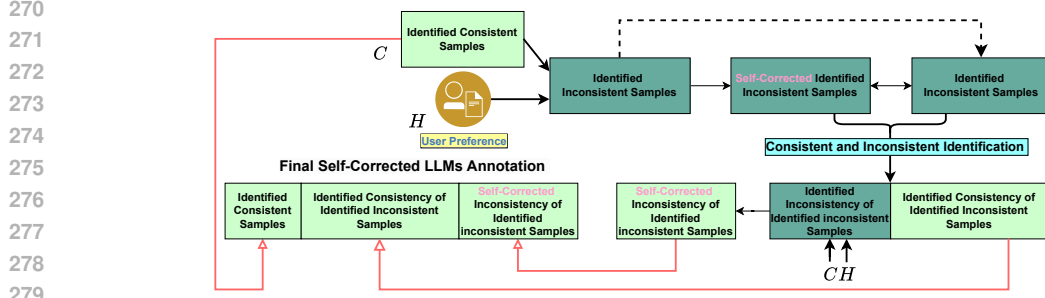 270
271
272
273
274
275
276
277
278
279
Identified Consistent
Samples
C
H
User Preference
Identified
Inconsistent Samples
Self-Corrected Identified
Inconsistent Samples
Identified
Inconsistent Samples
Consistent and Inconsistent Identification
Final Self-Corrected LLMs Annotation
Identified
Consistent
Samples
Identified Consistency of
Identified Inconsistent
Samples
Self-Corrected
Inconsistency of
Identified
inconsistent Samples
Self-Corrected
Inconsistency of
Identified
inconsistent Samples
Identified
Inconsistency of
Identified inconsistent
Samples
Identified Consistency of
Identified Inconsistent
Samples
C H